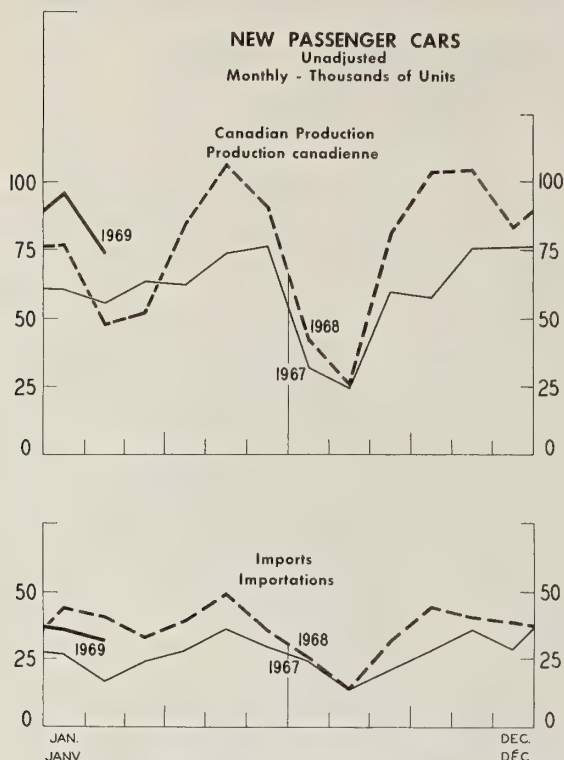 NEW PASSENGER CARS
Unadjusted
Monthly - Thousands of Units
Canadian Production
Production canadienne
100
100
1969
75
75
50
1968
50
1967
25
25
0
0
Imports
Importations
50
50
1969
1968
1967
25
25
0
0
JAN.
DEC.
JANV
DÉC